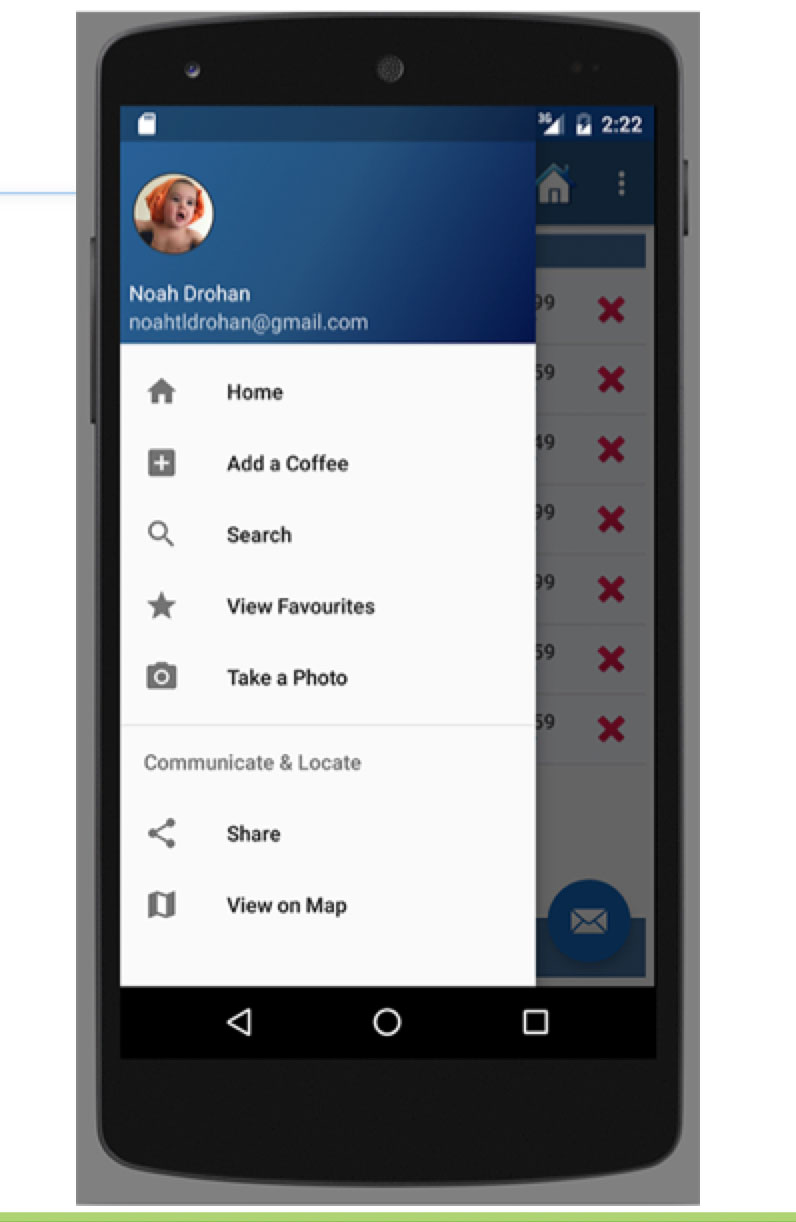 3G 2:22
Noah Drohan
noahtldrohan@gmail.com
Home
Add a Coffee
Search
View Favourites
Take a Photo
Communicate & Locate
Share
View on Map
99
59
49
99
99
59
59